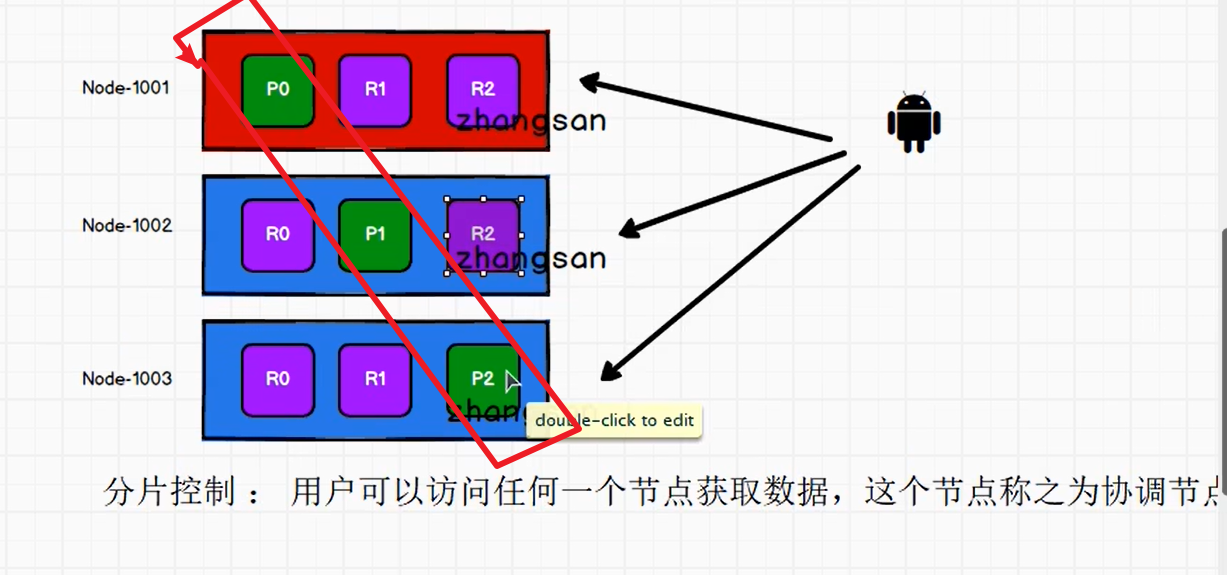 Node-1001 P0 R1 R2
zhangsan
Node-1002 R0 P1 R2
zhangsan
Node-1003 R0 R1 P2
zhang
double-click to edit
分片控制： 用户可以访问任何一个节点获取数据，这个节点称之为协调节点